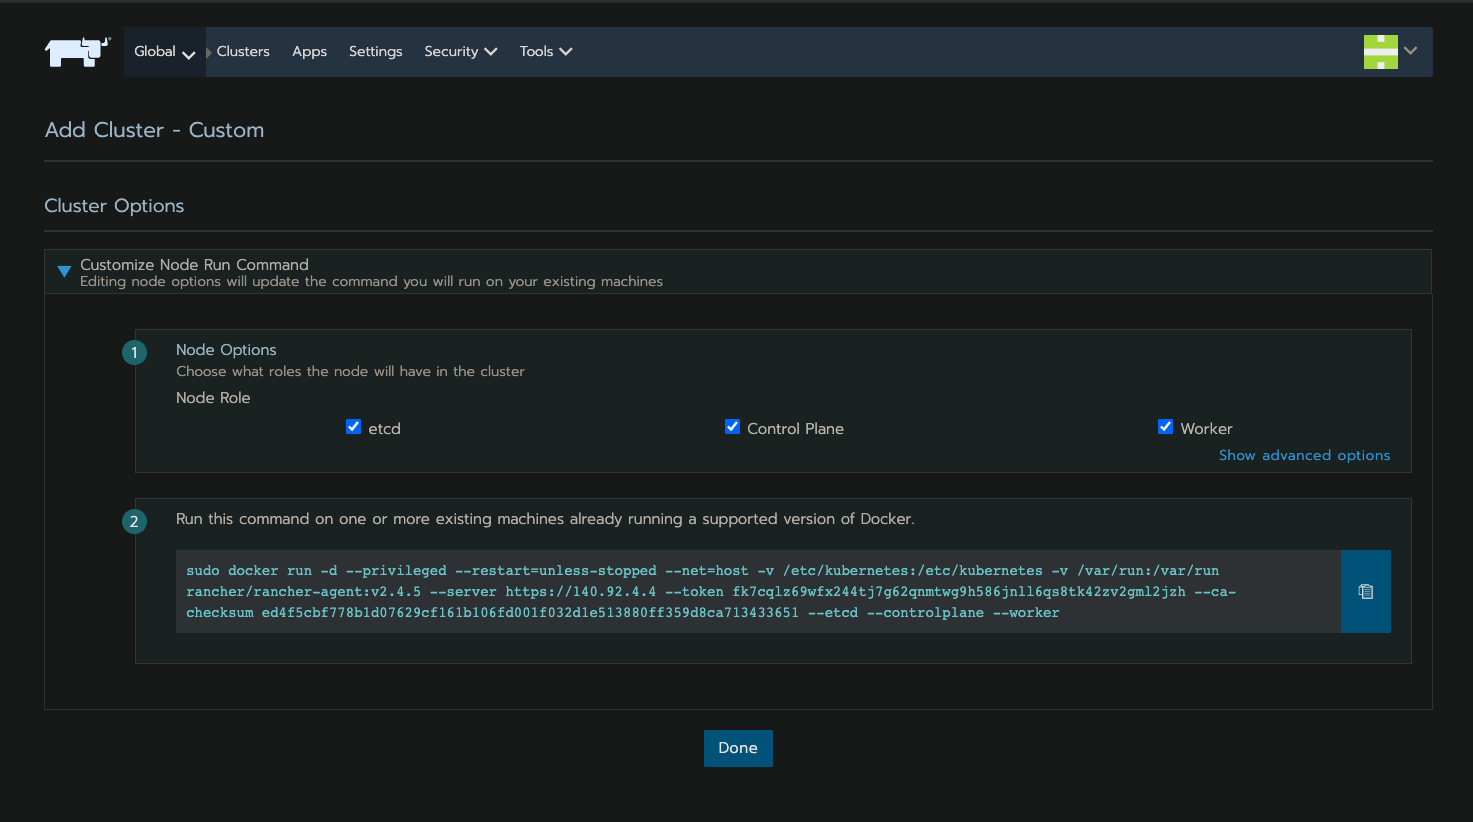 Global Clusters Apps Settings Security Tools
Add Cluster - Custom
Cluster Options
Customize Node Run Command
Editing node options will update the command you will run on your existing machines
1 Node Options
Choose what roles the node will have in the cluster
Node Role
etcd Control Plane Worker
Show advanced options
2 Run this command on one or more existing machines already running a supported version of Docker.
sudo docker run -d --privileged --restart=unless-stopped --net=host -v /etc/kubernetes:/etc/kubernetes -v /var/run:/var/run
rancher/rancher-agent:v2.4.5 --server https://140.92.4.4 --token fk7cqlz69wfx244tj7g62qnmtwg9h586jnll6qs8tk42zv2gml2jzh --ca-
checksum ed4f5cbf778b1d07629cf161b106fd001f032d1e513880ff359d8ca713433651 --etcd --controlplane --worker
Done